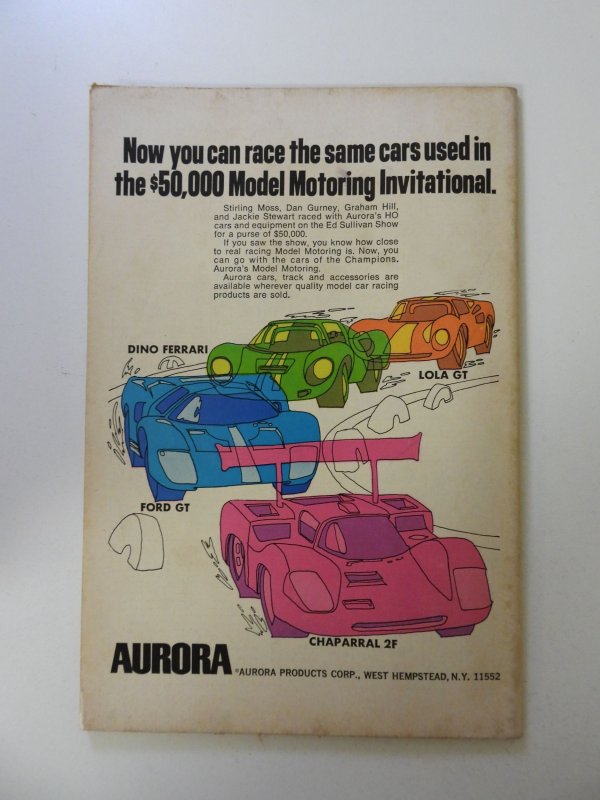 Now you can race the same cars used in
the $50,000 Model Motoring Invitational.
Stirling Moss, Dan Gurney, Graham Hill,
and Jackie Stewart raced with Aurora's HO
cars and equipment on the Ed Sullivan Show
for a purse of $50,000.
If you saw the show, you know how close
to real racing Model Motoring is. Now, you
can go with the cars of the Champions.
Aurora's Model Motoring.
Aurora cars, track and accessories are
available wherever quality model car racing
products are sold.
DINO FERRARI
LOLA GT
FORD GT
CHAPARRAL 2F
AURORA ®AURORA PRODUCTS CORP., WEST HEMPSTEAD, N.Y. 11552